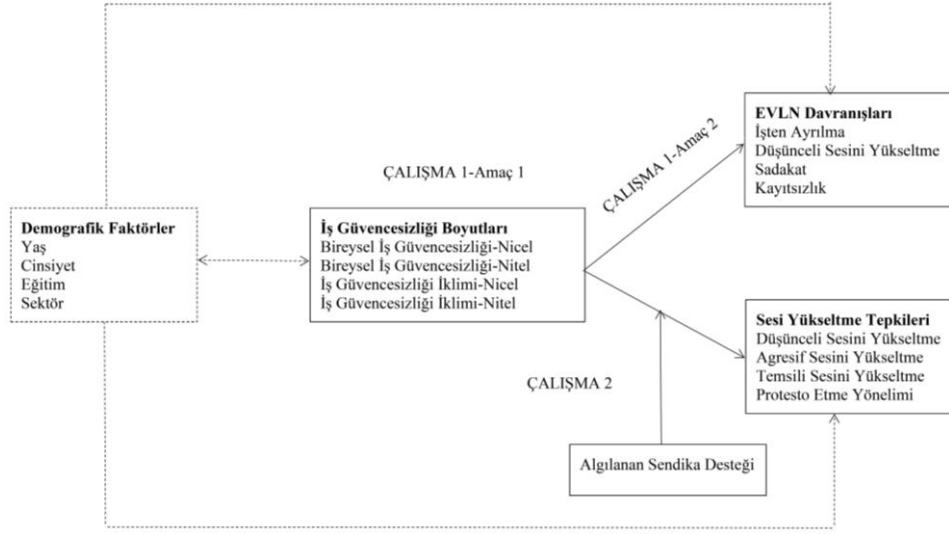 EVLN Davranışları
İşten Ayrılma
Düşünceli Sesini Yükseltme
Sadakat
Kayıtsızlık
ÇALIŞMA 1-Amaç 2
ÇALIŞMA 1-Amaç 1
Demografik Faktörler
Yaş
Cinsiyet
Eğitim
Sektör
İş Güvencesizliği Boyutları
Bireysel İş Güvencesizliği-Nicel
Bireysel İş Güvencesizliği-Nitel
İş Güvencesizliği İklimi-Nicel
İş Güvencesizliği İklimi-Nitel
Sesi Yükseltme Tepkileri
Düşünceli Sesini Yükseltme
Agresif Sesini Yükseltme
Temsili Sesini Yükseltme
Protesto Etme Yönelimi
ÇALIŞMA 2
Algılanan Sendika Desteği